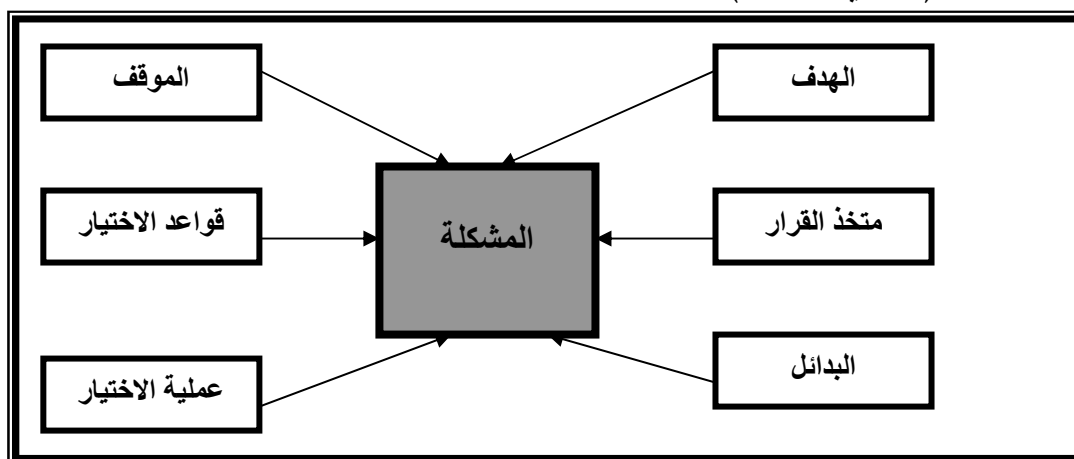 الهدف
الموقف
متخذ القرار
المشكلة
قواعد الاختيار
البدائل
عملية الاختيار